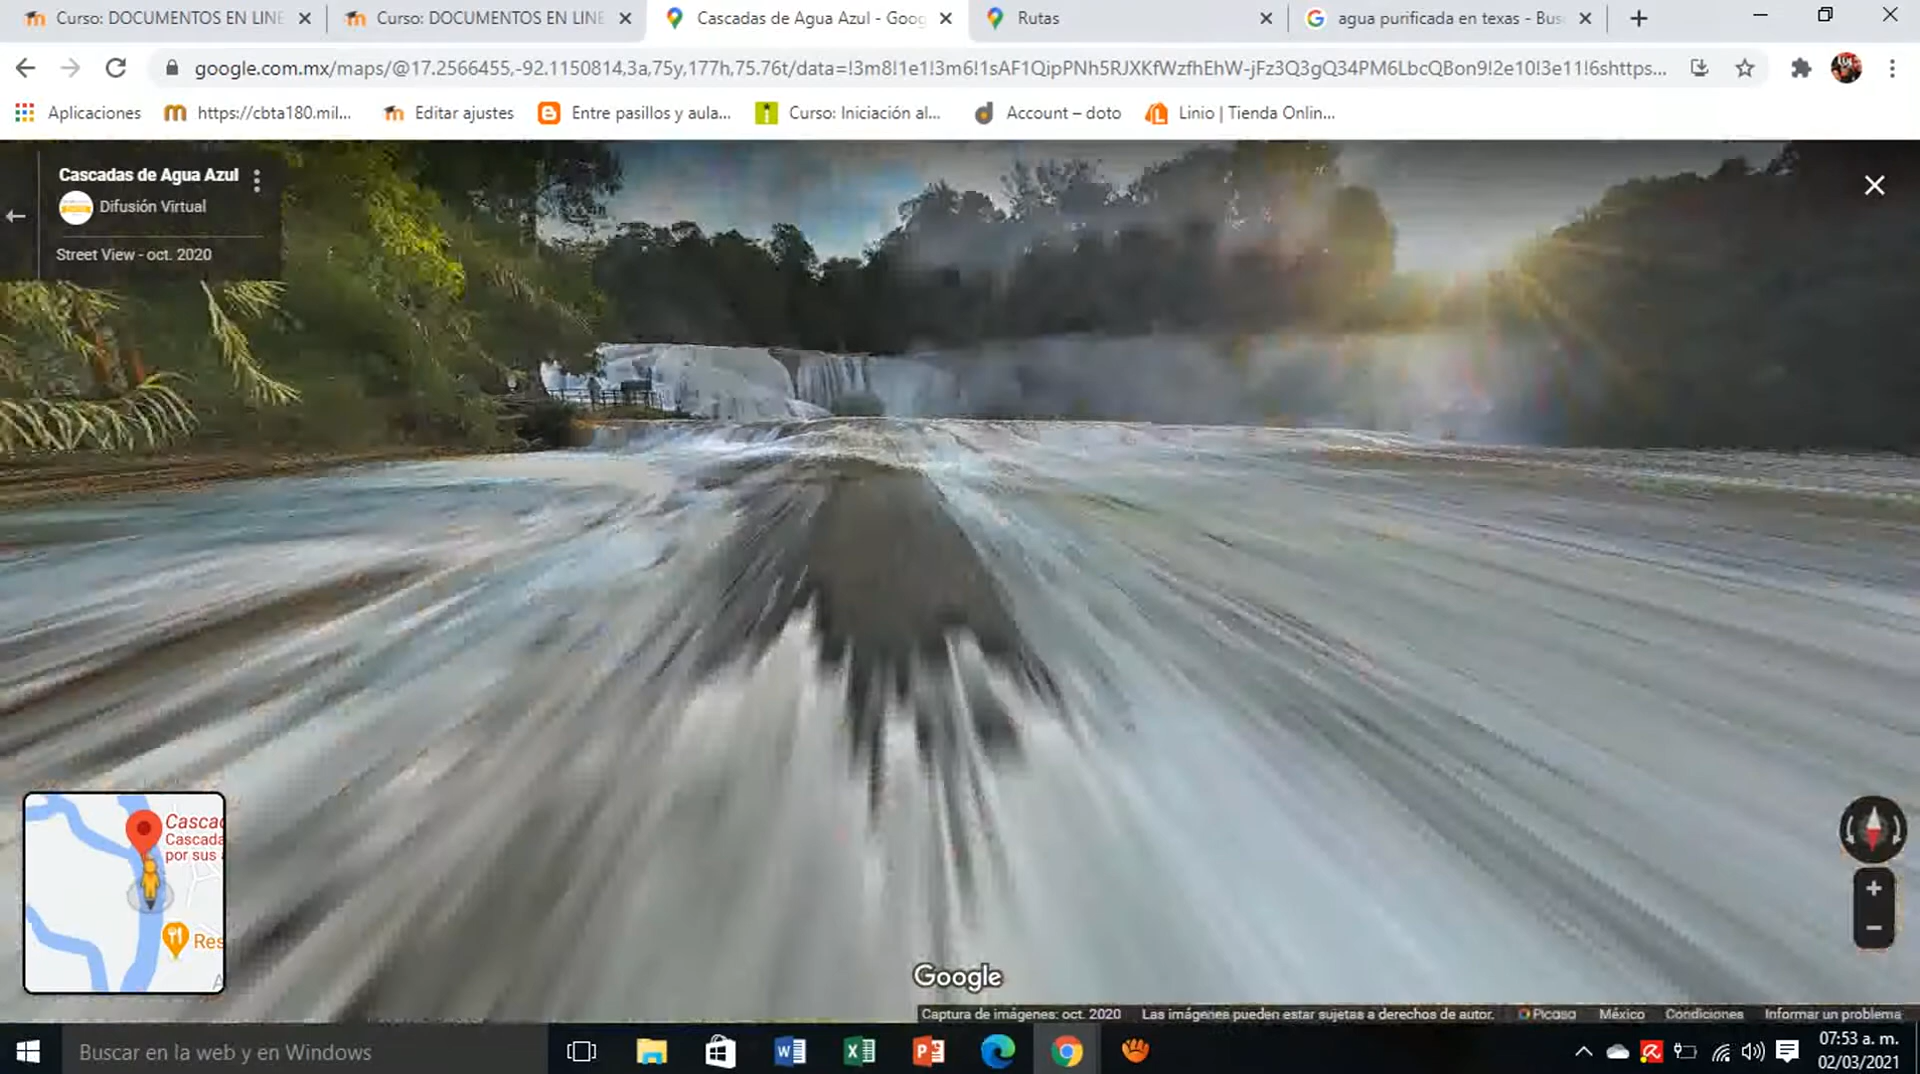 Curso: DOCUMENTOS EN LINE
Curso: DOCUMENTOS EN LINE
Cascadas de Agua Azul - Goog
Rutas
agua purificada en texas - Bus
google.com.mx/maps/@17.2566455,-92.1150814,3a,75y,177h,75.76t/data=!3m8!1e1!3m6!1sAF1QipPNh5RJXKfWzfhEhW-jFz3Q3gQ34PM6LbcQBon9!2e10!3e11!6shttps...
Aplicaciones
https://cbta180.mil...
Editar ajustes
Entre pasillos y aula...
Curso: Iniciación al...
Account – doto
Linio | Tienda Onlin...
Cascadas de Agua Azul
Difusión Virtual
Street View - oct. 2020
Cascad
Cascada
por sus
Res
Google
Captura de imágenes: oct. 2020
Las imágenes pueden estar sujetas a derechos de autor.
Picasa
México
Condiciones
Informar un problema
Buscar en la web y en Windows
07:53 a. m.
02/03/2021